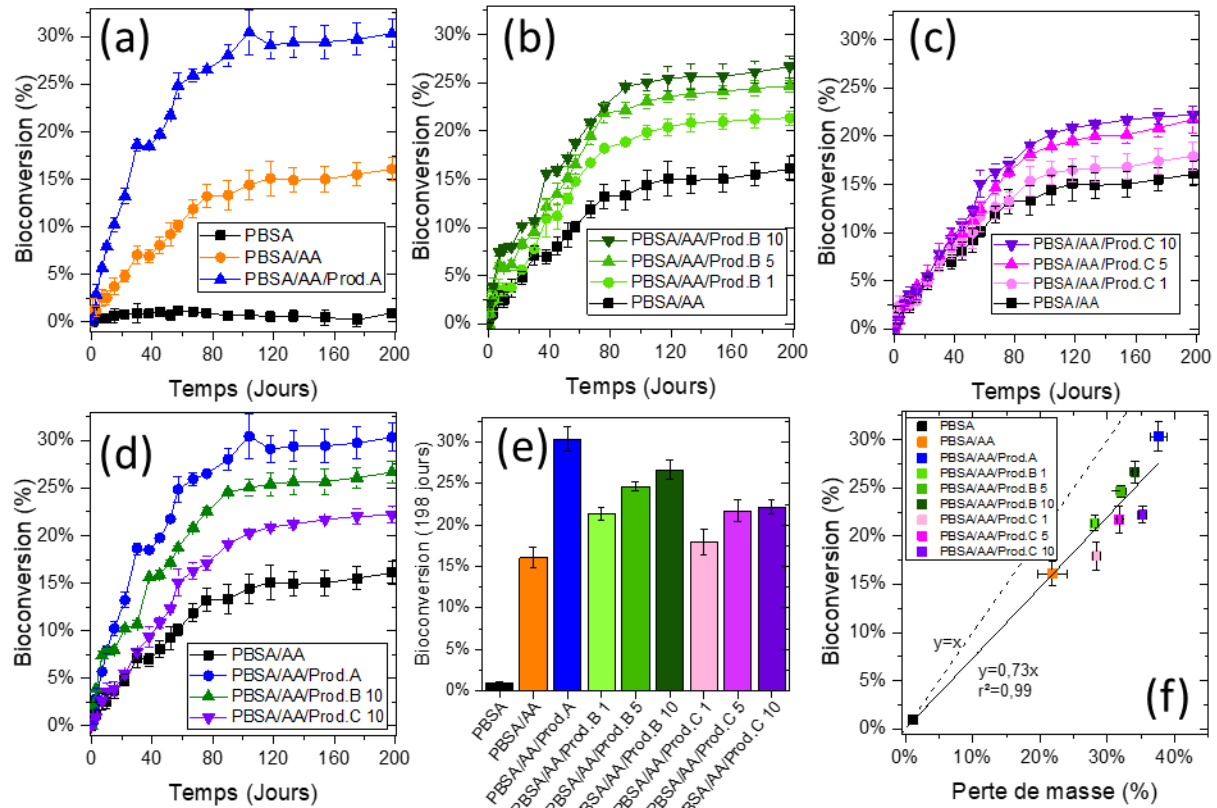 (a)
Bioconversion (%)
30%
25%
20%
15%
10%
5%
0%
PBSA
PBSA/AA
PBSA/AA/Prod.A
0 40 80 120 160 200
Temps (Jours)
(b)
Bioconversion (%)
30%
25%
20%
15%
10%
5%
0%
PBSA/AA/Prod.B 10
PBSA/AA/Prod.B 5
PBSA/AA/Prod.B 1
PBSA/AA
0 40 80 120 160 200
Temps (Jours)
(c)
Bioconversion (%)
30%
25%
20%
15%
10%
5%
0%
PBSA/AA/Prod.C 10
PBSA/AA/Prod.C 5
PBSA/AA/Prod.C 1
PBSA/AA
0 40 80 120 160 200
Temps (Jours)
(d)
Bioconversion (%)
30%
25%
20%
15%
10%
5%
0%
PBSA/AA
PBSA/AA/Prod.A
PBSA/AA/Prod.B 10
PBSA/AA/Prod.C 10
0 40 80 120 160 200
Temps (Jours)
(e)
Bioconversion (198 jours)
30%
25%
20%
15%
10%
5%
0%
PBSA
PBSA/AA
PBSA/AA/Prod.A
PBSA/AA/Prod.B 1
PBSA/AA/Prod.B 5
PBSA/AA/Prod.B 10
PBSA/AA/Prod.C 1
PBSA/AA/Prod.C 5
PBSA/AA/Prod.C 10
(f)
Bioconversion (%)
30%
25%
20%
15%
10%
5%
0%
PBSA
PBSA/AA
PBSA/AA/Prod.A
PBSA/AA/Prod.B 1
PBSA/AA/Prod.B 5
PBSA/AA/Prod.B 10
PBSA/AA/Prod.C 1
PBSA/AA/Prod.C 5
PBSA/AA/Prod.C 10
y=x
y=0,73x
r²=0,99
0% 10% 20% 30% 40%
Perte de masse (%)